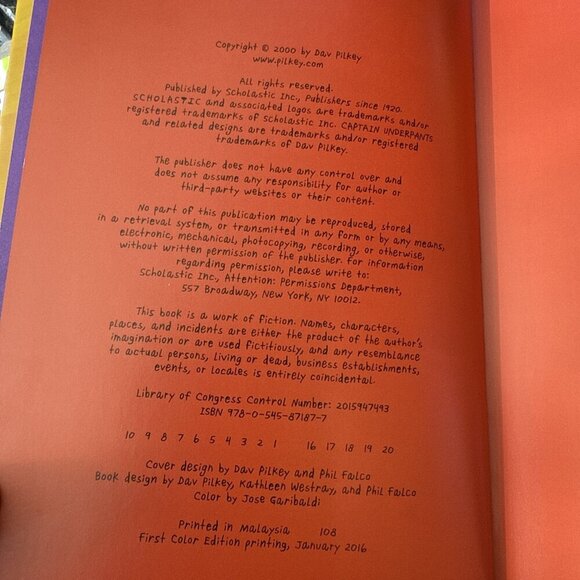 Copyright © 2000 by Dav Pilkey
www.pilkey.com
All rights reserved.
Published by Scholastic Inc., Publishers since 1920.
SCHOLASTIC and associated logos are trademarks and/or
registered trademarks of Scholastic Inc. CAPTAIN UNDERPANTS
and related designs are trademarks and/or registered
trademarks of Dav Pilkey.
The publisher does not have any control over and
does not assume any responsibility for author or
third-party websites or their content.
No part of this publication may be reproduced, stored
in a retrieval system, or transmitted in any form or by any means,
electronic, mechanical, photocopying, recording, or otherwise,
without written permission of the publisher. For information
regarding permission, please write to:
Scholastic Inc., Attention: Permissions Department,
557 Broadway, New York, NY 10012.
This book is a work of fiction. Names, characters,
places, and incidents are either the product of the author's
imagination or are used fictitiously, and any resemblance
to actual persons, living or dead, business establishments,
events, or locales is entirely coincidental.
Library of Congress Control Number: 2015947493
ISBN 978-0-545-87187-7
10 9 8 7 6 5 4 3 2 1 16 17 18 19 20
Cover design by Dav Pilkey and Phil Falco
Book design by Dav Pilkey, Kathleen Westray, and Phil Falco
Color by Jose Garibaldi
Printed in Malaysia 108
First Color Edition printing, January 2016